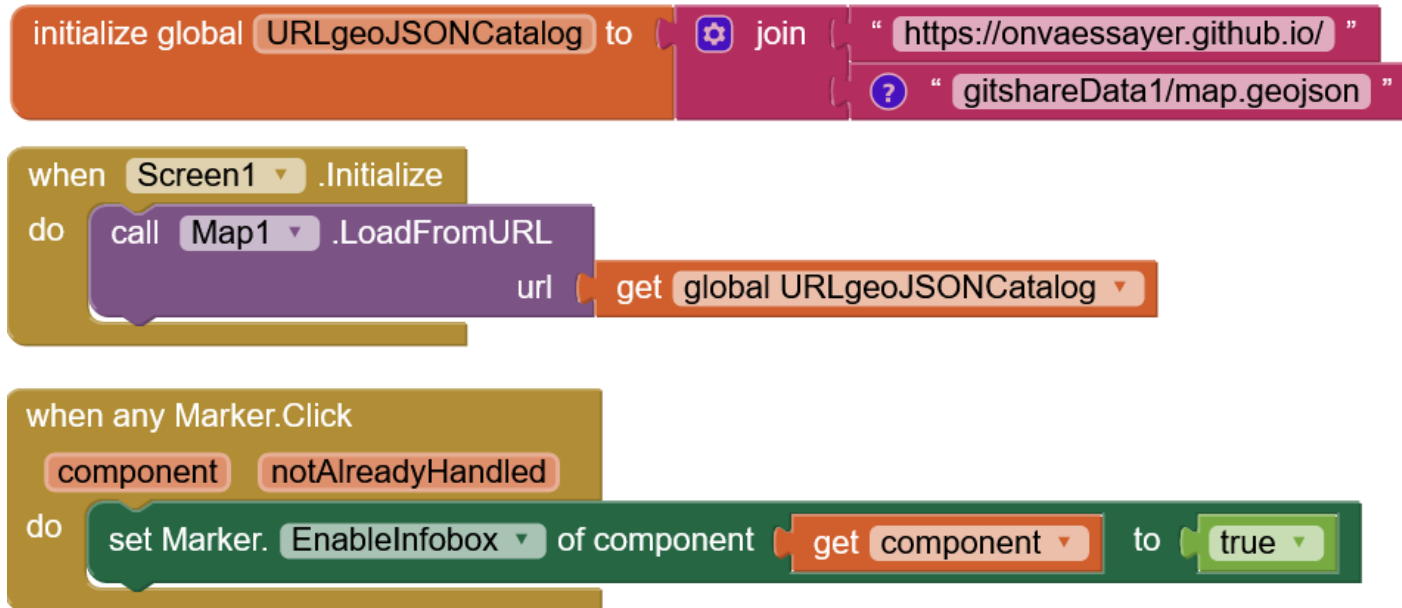 initialize global URLgeoJSONCatalog to join “ https://onvaessayer.github.io/ ”
? “ gitshareData1/map.geojson ”
when Screen1 .Initialize
do call Map1 .LoadFromURL
url get global URLgeoJSONCatalog
when any Marker.Click
component notAlreadyHandled
do set Marker. EnableInfobox of component get component to true